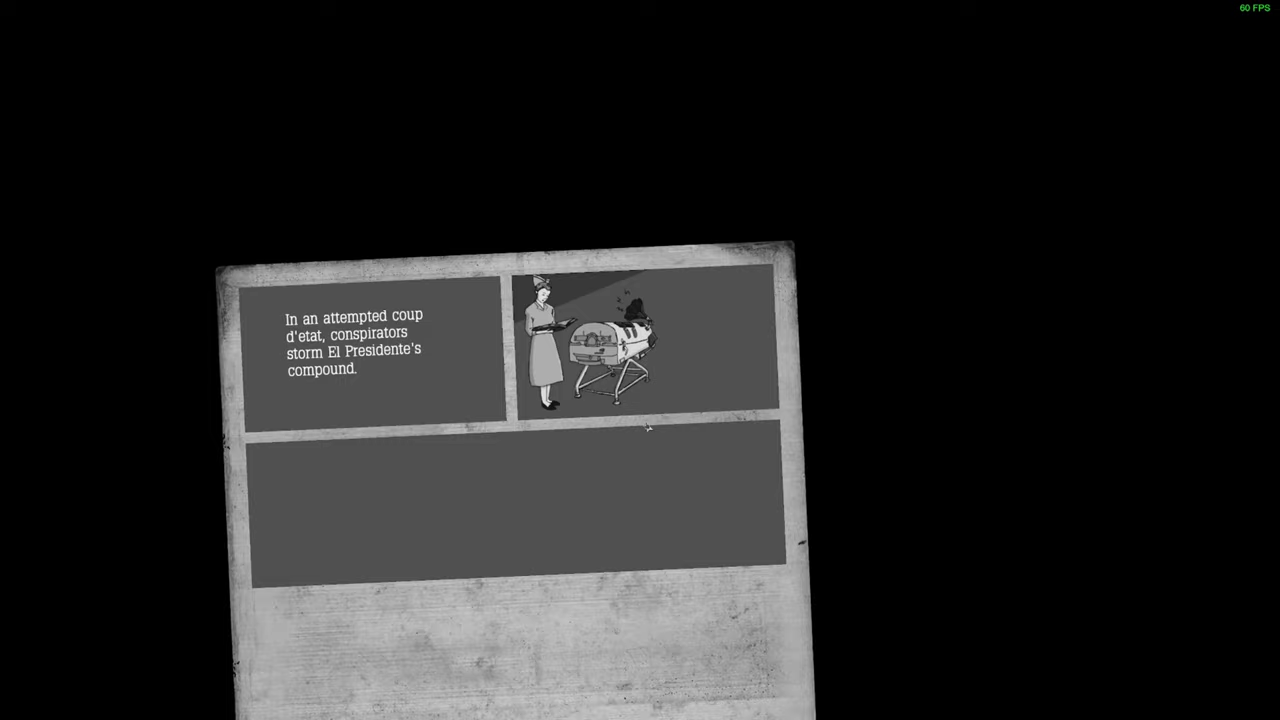 60 FPS
In an attempted coup
d'etat, conspirators
storm El Presidente's
compound.